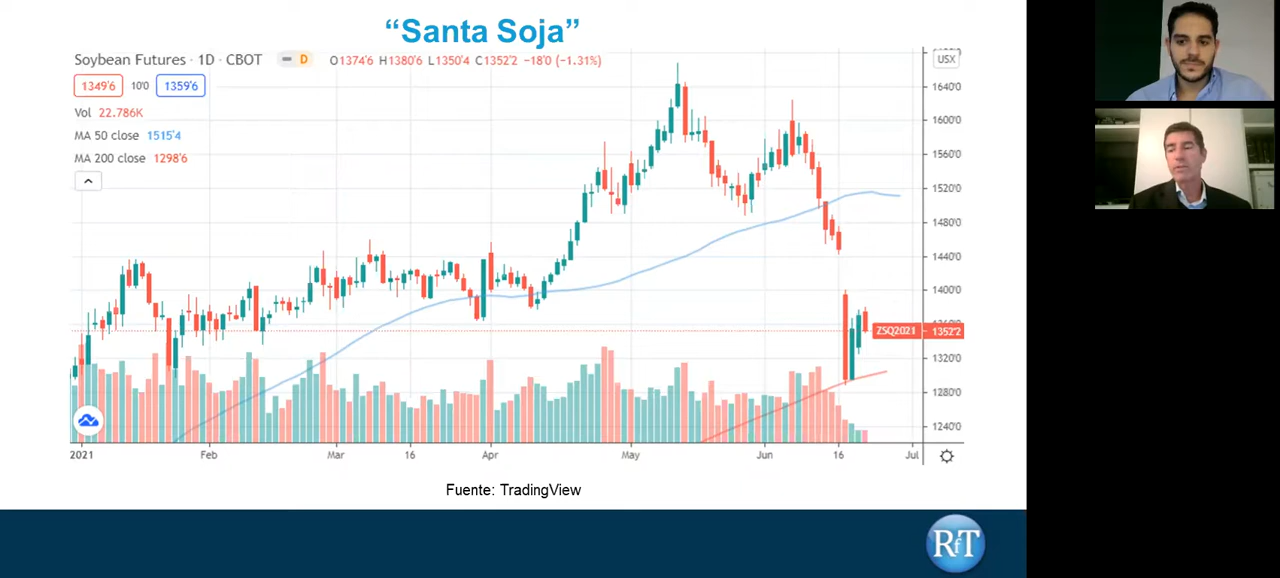 “Santa Soja”
Soybean Futures · 1D · CBOT D O1374'6 H1380'6 L1350'4 C1352'2 −18'0 (−1.31%)
USX
1349'6 10'0 1359'6
Vol 22.786K
MA 50 close 1515'4
MA 200 close 1298'6
1640'0
1600'0
1560'0
1520'0
1480'0
1440'0
1400'0
ZSQ2021 1352'2
1320'0
1280'0
1240'0
2021 Feb Mar 16 Apr May Jun 16 Jul
Fuente: TradingView
RfT